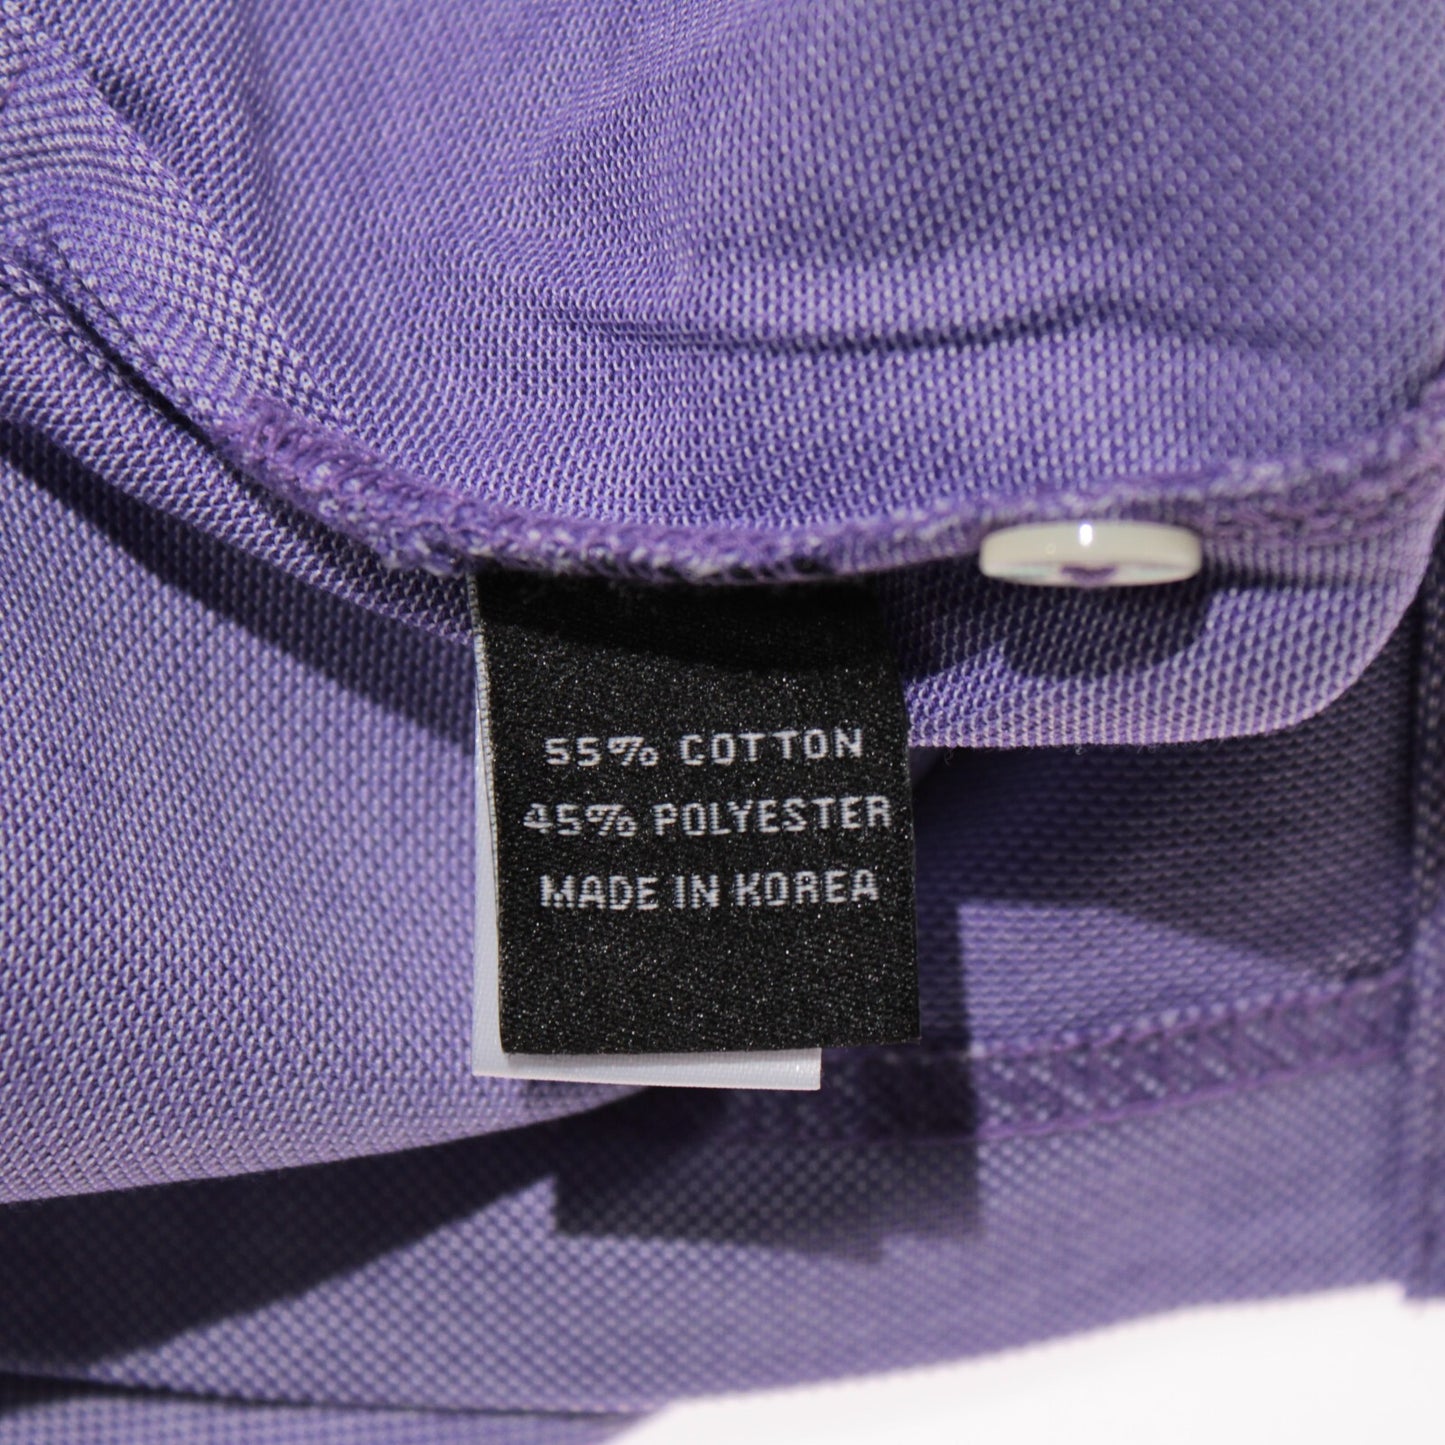 55% COTTON
45% POLYESTER
MADE IN KOREA